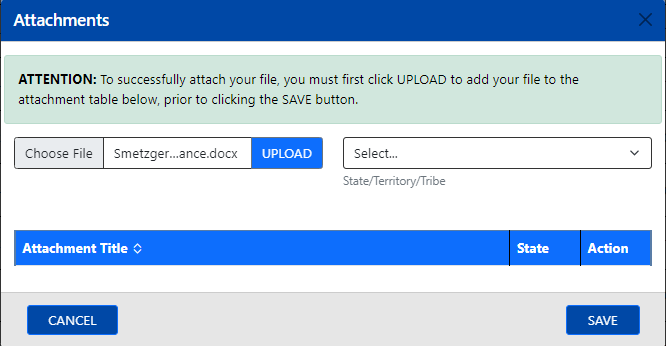 Attachments
ATTENTION: To successfully attach your file, you must first click UPLOAD to add your file to the
attachment table below, prior to clicking the SAVE button.
Choose File Smetzger...ance.docx UPLOAD Select...
State/Territory/Tribe
Attachment Title State Action
CANCEL SAVE